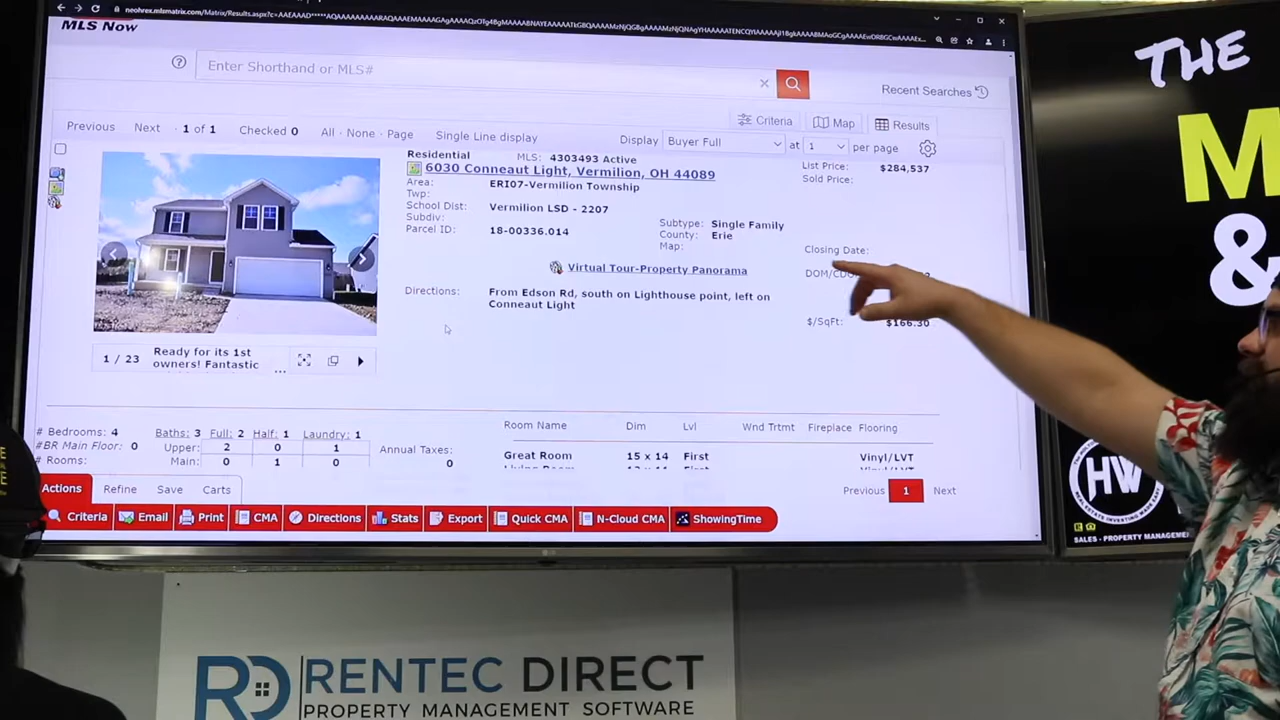 MLS Now
Enter Shorthand or MLS#
Recent Searches
Previous Next · 1 of 1 Checked 0 All · None · Page Single Line display
Display Buyer Full at 1 per page
Criteria Map Results
Residential MLS: 4303493 Active
6030 Conneaut Light, Vermilion, OH 44089
List Price: $284,537
Sold Price:
Area: ERI07-Vermilion Township
Twp:
School Dist: Vermilion LSD - 2207
Subdiv:
Parcel ID: 18-00336.014
Subtype: Single Family
County: Erie
Map:
Closing Date:
DOM/CDO
$/SqFt: $166.30
Virtual Tour-Property Panorama
Directions: From Edson Rd, south on Lighthouse point, left on
Conneaut Light
1 / 23 Ready for its 1st
owners! Fantastic ...
# Bedrooms: 4 Baths: 3 Full: 2 Half: 1 Laundry: 1
#BR Main Floor: 0 Upper: 2 0 1 Annual Taxes:
# Rooms: Main: 0 1 0 0
Room Name Dim Lvl Wnd Trtmt Fireplace Flooring
Great Room 15 x 14 First Vinyl/LVT
Actions Refine Save Carts
Previous 1 Next
Criteria Email Print CMA Directions Stats Export Quick CMA N-Cloud CMA ShowingTime
THE
M
&
HW
SALES - PROPERTY MANAGEME
LG
RD RENTEC DIRECT
PROPERTY MANAGEMENT SOFTWARE